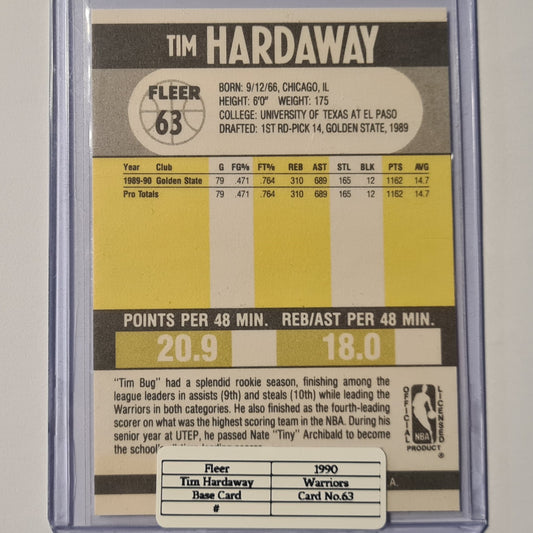 TIM HARDAWAY
FLEER
63
BORN: 9/12/66, CHICAGO, IL
HEIGHT: 6'0" WEIGHT: 175
COLLEGE: UNIVERSITY OF TEXAS AT EL PASO
DRAFTED: 1ST RD-PICK 14, GOLDEN STATE, 1989
Year Club G FG% FT% REB AST STL BLK PTS AVG
1989-90 Golden State 79 .471 .764 310 689 165 12 1162 14.7
Pro Totals 79 .471 .764 310 689 165 12 1162 14.7
POINTS PER 48 MIN. REB/AST PER 48 MIN.
20.9 18.0
"Tim Bug" had a splendid rookie season, finishing among the
league leaders in assists (9th) and steals (10th) while leading the
Warriors in both categories. He also finished as the fourth-leading
scorer on what was the highest scoring team in the NBA. During his
senior year at UTEP, he passed Nate "Tiny" Archibald to become
the school's
OFFICIAL LICENSED
NBA
PRODUCT ®
A.
Fleer 1990
Tim Hardaway Warriors
Base Card Card No.63
#